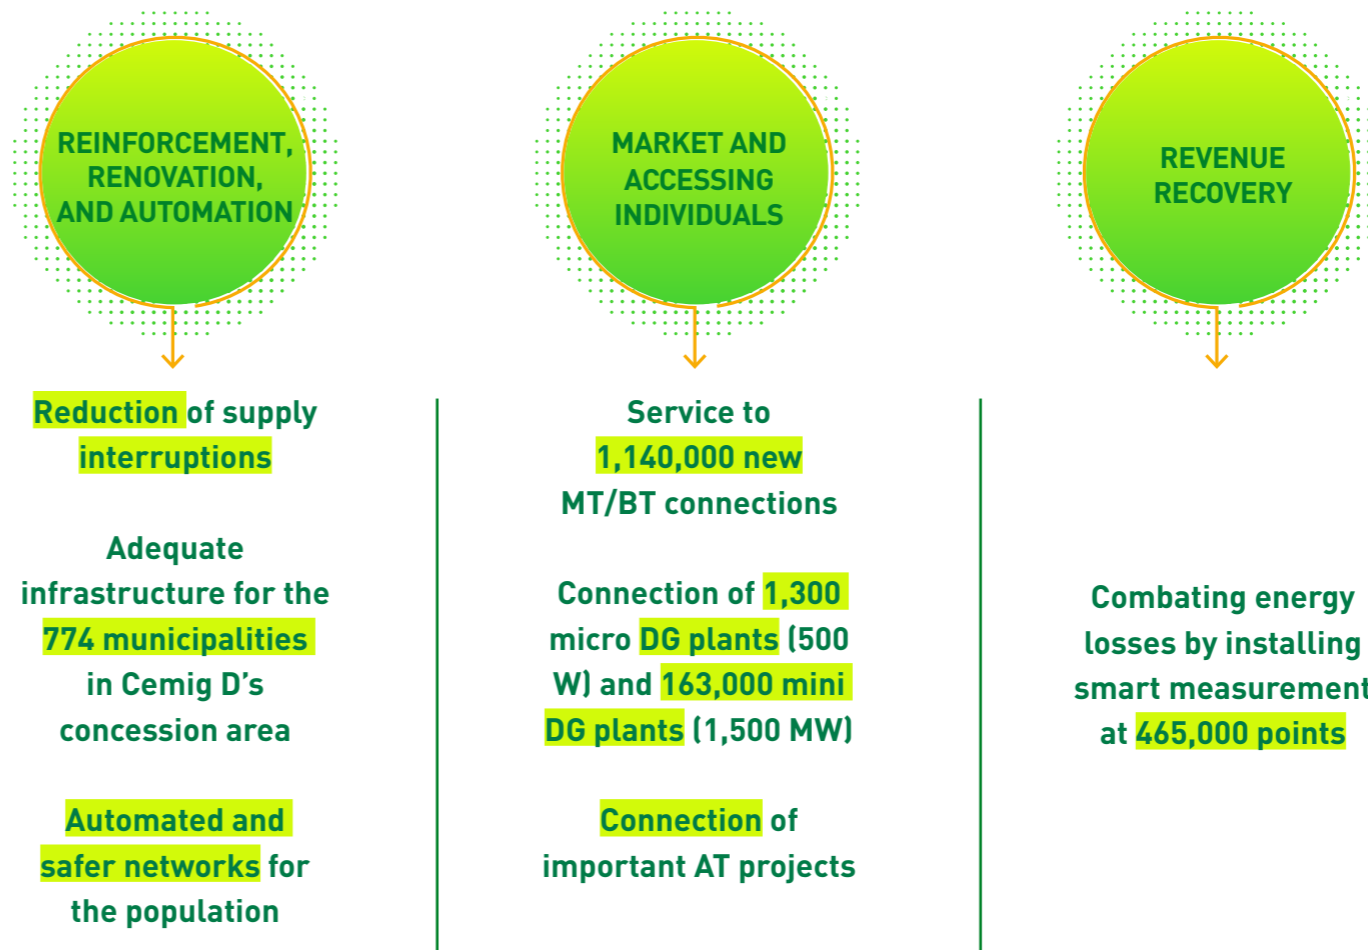 REINFORCEMENT,
RENOVATION,
AND AUTOMATION
Reduction of supply
interruptions
Adequate
infrastructure for the
774 municipalities
in Cemig D’s
concession area
Automated and
safer networks for
the population
MARKET AND
ACCESSING
INDIVIDUALS
Service to
1,140,000 new
MT/BT connections
Connection of 1,300
micro DG plants (500
W) and 163,000 mini
DG plants (1,500 MW)
Connection of
important AT projects
REVENUE
RECOVERY
Combating energy
losses by installing
smart measurement
at 465,000 points